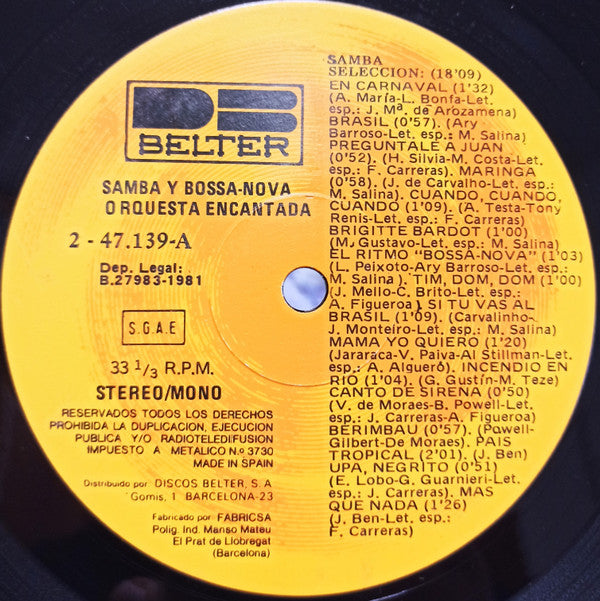 BELTER
SAMBA Y BOSSA-NOVA
ORQUESTA ENCANTADA
2 - 47.139-A
Dep. Legal:
B.27983-1981
S.G.A.E
33 1/3 R.P.M.
STEREO/MONO
RESERVADOS TODOS LOS DERECHOS
PROHIBIDA LA DUPLICACION, EJECUCION
PUBLICA Y/O RADIOTELEDIFUSION
IMPUESTO A METALICO N.º 3730
MADE IN SPAIN
Distribuido por: DISCOS BELTER, S.A
Gomis, 1 BARCELONA-23
Fabricado por: FABRICSA
Polig. Ind. Manso Mateu
El Prat de Llobregat
(Barcelona)
SAMBA
SELECCION: (18'09)
EN CARNAVAL (1'32)
(A. María-L. Bonfa-Let.
esp.: J. Mª. de Arozamena)
BRASIL (0'57). (Ary
Barroso-Let. esp.: M. Salina)
PREGUNTALE A JUAN
(0'52). (H. Silvia-M. Costa-Let.
esp.: F. Carreras). MARINGA
(0'58). (J. de Carvalho-Let. esp.:
M. Salina). CUANDO, CUANDO,
CUANDO (1'09). (A. Testa-Tony
Renis-Let. esp.: F. Carreras)
BRIGITTE BARDOT (1'00)
(M. Gustavo-Let. esp.: M. Salina)
EL RITMO "BOSSA-NOVA" (1'03)
(L. Peixoto-Ary Barroso-Let. esp.:
M. Salina). TIM, DOM, DOM (1'00)
(J. Mello-C. Brito-Let. esp.:
A. Figueroa) SI TU VAS AL
BRASIL (1'09). (Carvalinho-
J. Monteiro-Let. esp.: M. Salina)
MAMA YO QUIERO (1'20)
(Jararaca-V. Paiva-Al Stillman-Let.
esp.: A. Algueró). INCENDIO EN
RIO (1'04). (G. Gustín-M. Teze)
CANTO DE SIRENA (0'50)
(V. de Moraes-B. Powell-Let.
esp.: J. Carreras-A. Figueroa)
BERIMBAU (0'57). (Pawell-
Gilbert-De Moraes). PAIS
TROPICAL (2'01). (J. Ben)
UPA, NEGRITO (0'51)
(E. Lobo-G. Guarnieri-Let.
esp.: J. Carreras). MAS
QUE NADA (1'26)
(J. Ben-Let. esp.:
F. Carreras)